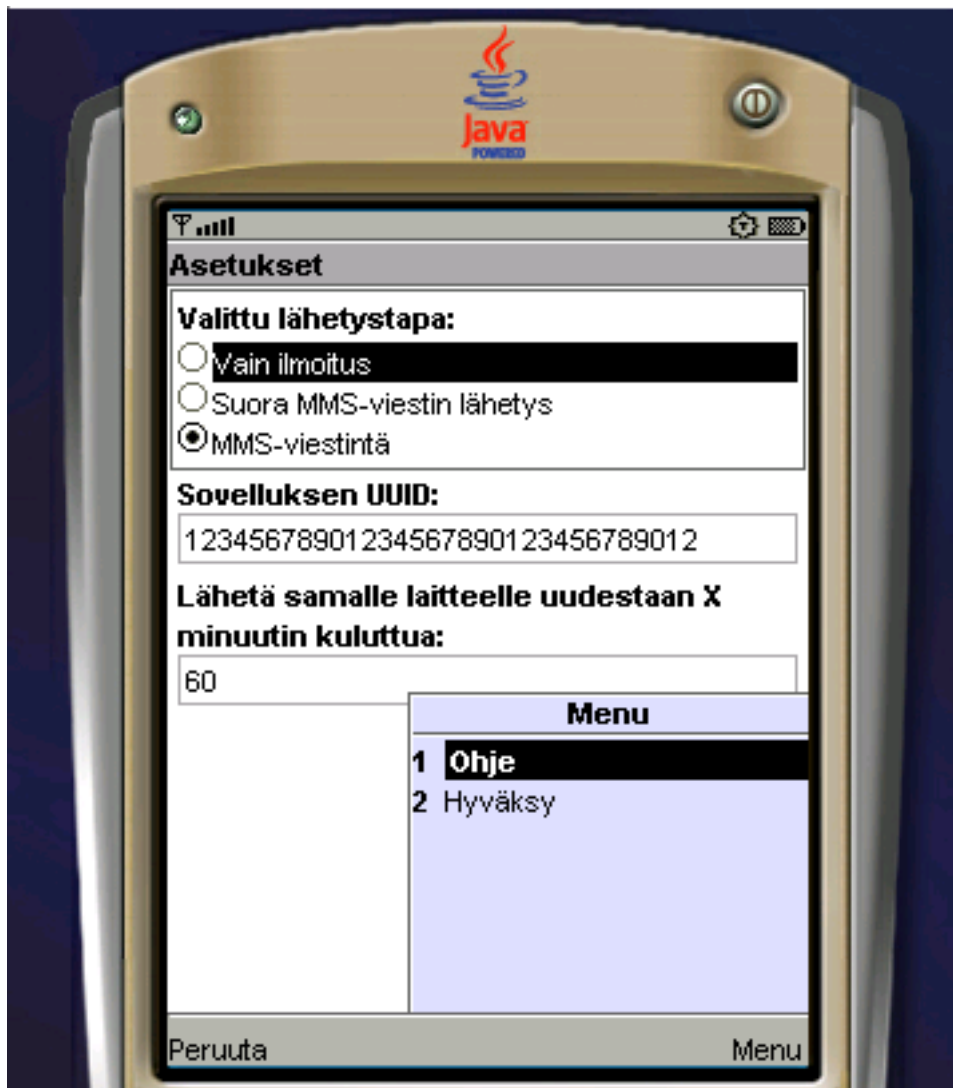 Java
POWERED
Asetukset
Valittu lähetystapa:
Vain ilmoitus
Suora MMS-viestin lähetys
MMS-viestintä
Sovelluksen UUID:
12345678901234567890123456789012
Lähetä samalle laitteelle uudestaan X
minuutin kuluttua:
60
Menu
1 Ohje
2 Hyväksy
Peruuta Menu